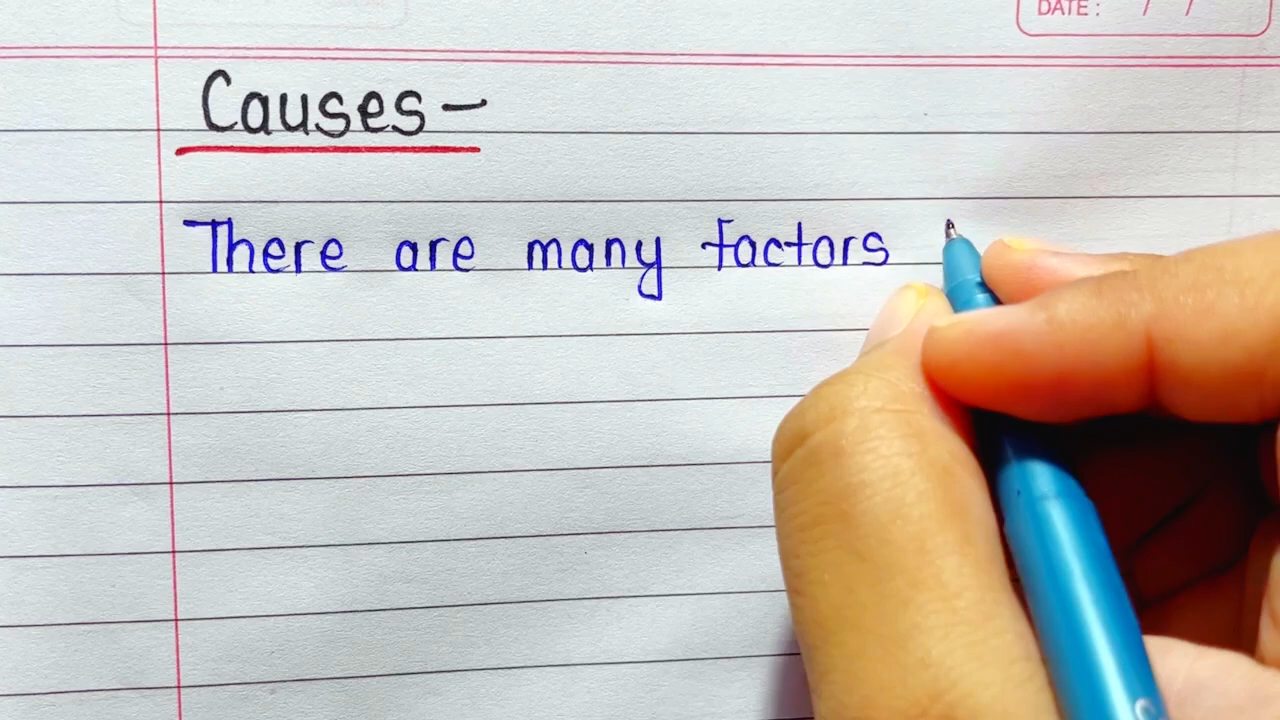 DATE : / /
Causes –
There are many factors